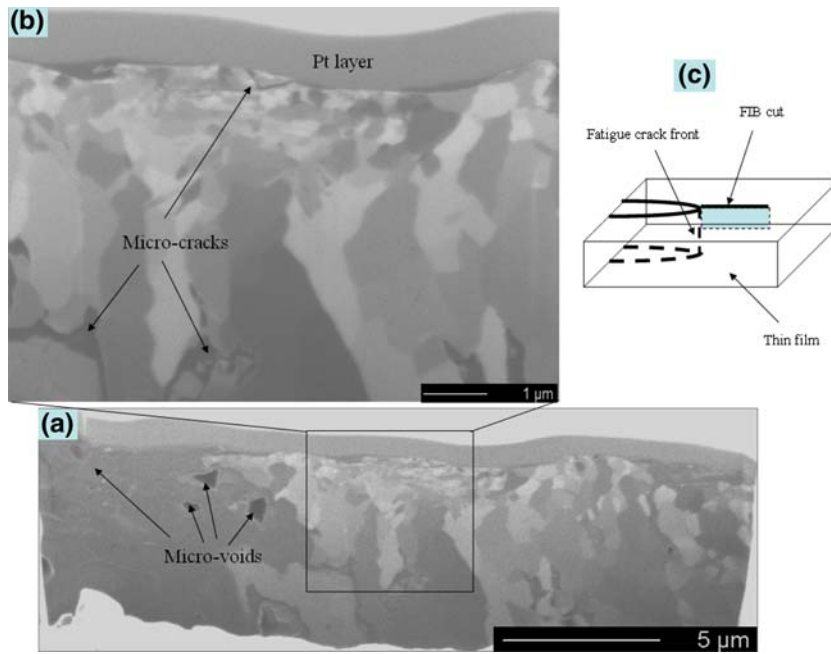 (b)
Pt layer
Micro-cracks
1 µm
(c)
FIB cut
Fatigue crack front
Thin film
(a)
Micro-voids
5 µm